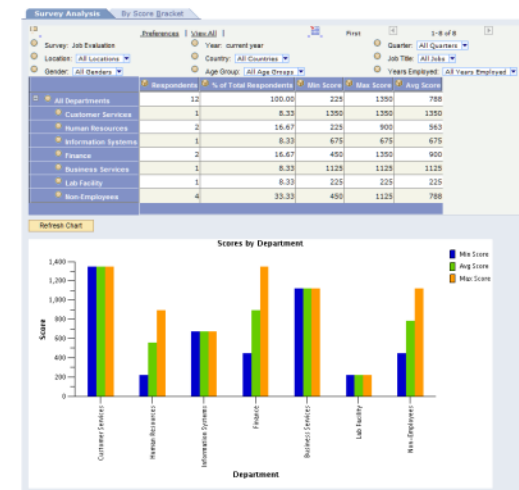 Survey Analysis By Score Bracket
Preferences | View All | First 1-8 of 8
Survey: Job Evaluation Year: current year Quarter: All Quarters
Location: All Locations Country: All Countries Job Title: All Jobs
Gender: All Genders Age Group: All Age Groups Years Employed: All Years Employed
Respondents % of Total Respondents Min Score Max Score Avg Score
All Departments 12 100.00 225 1350 788
Customer Services 1 8.33 1350 1350 1350
Human Resources 2 16.67 225 900 563
Information Systems 1 8.33 675 675 675
Finance 2 16.67 450 1350 900
Business Services 1 8.33 1125 1125 1125
Lab Facility 1 8.33 225 225 225
Non-Employees 4 33.33 450 1125 788
Refresh Chart
Scores by Department
Min Score
Avg Score
Max Score
Score
1,400
1,200
1,000
800
600
400
200
0
Customer Services
Human Resources
Information Systems
Finance
Business Services
Lab Facility
Non-Employees
Department